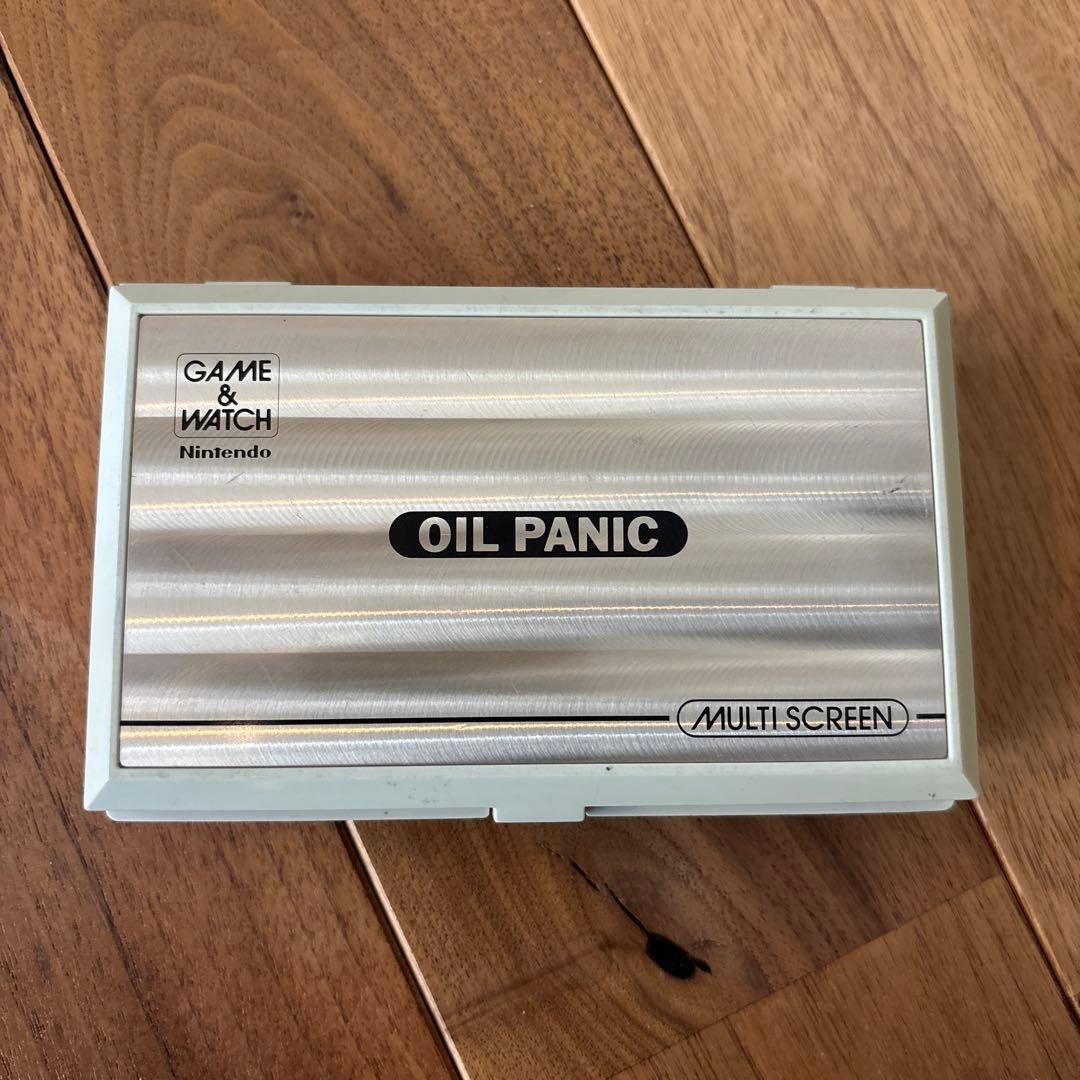 GAME
&
WATCH
Nintendo
OIL PANIC
MULTI SCREEN